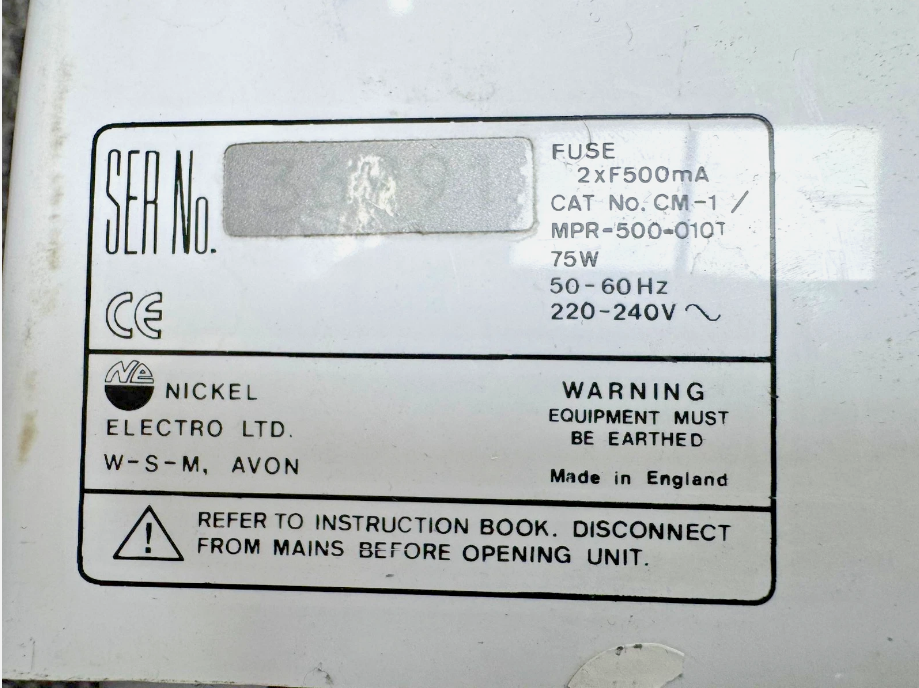 SER No.
FUSE
2xF500mA
CAT No. CM-1 /
MPR-500-010T
75W
50-60Hz
220-240V
CE
NE
NICKEL
ELECTRO LTD.
W-S-M, AVON
WARNING
EQUIPMENT MUST
BE EARTHED
Made in England
REFER TO INSTRUCTION BOOK. DISCONNECT
FROM MAINS BEFORE OPENING UNIT.